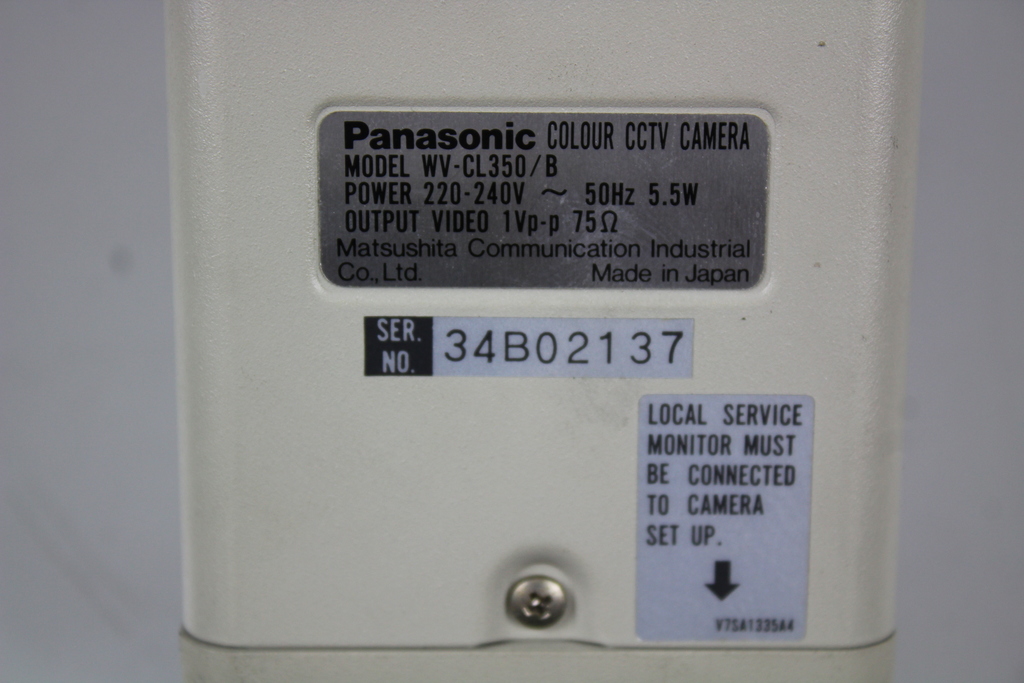 Panasonic COLOUR CCTV CAMERA
MODEL WV-CL350/B
POWER 220-240V ~ 50Hz 5.5W
OUTPUT VIDEO 1Vp-p 75Ω
Matsushita Communication Industrial
Co., Ltd. Made in Japan
SER. NO. 34B02137
LOCAL SERVICE
MONITOR MUST
BE CONNECTED
TO CAMERA
SET UP.
V7SA1335A4